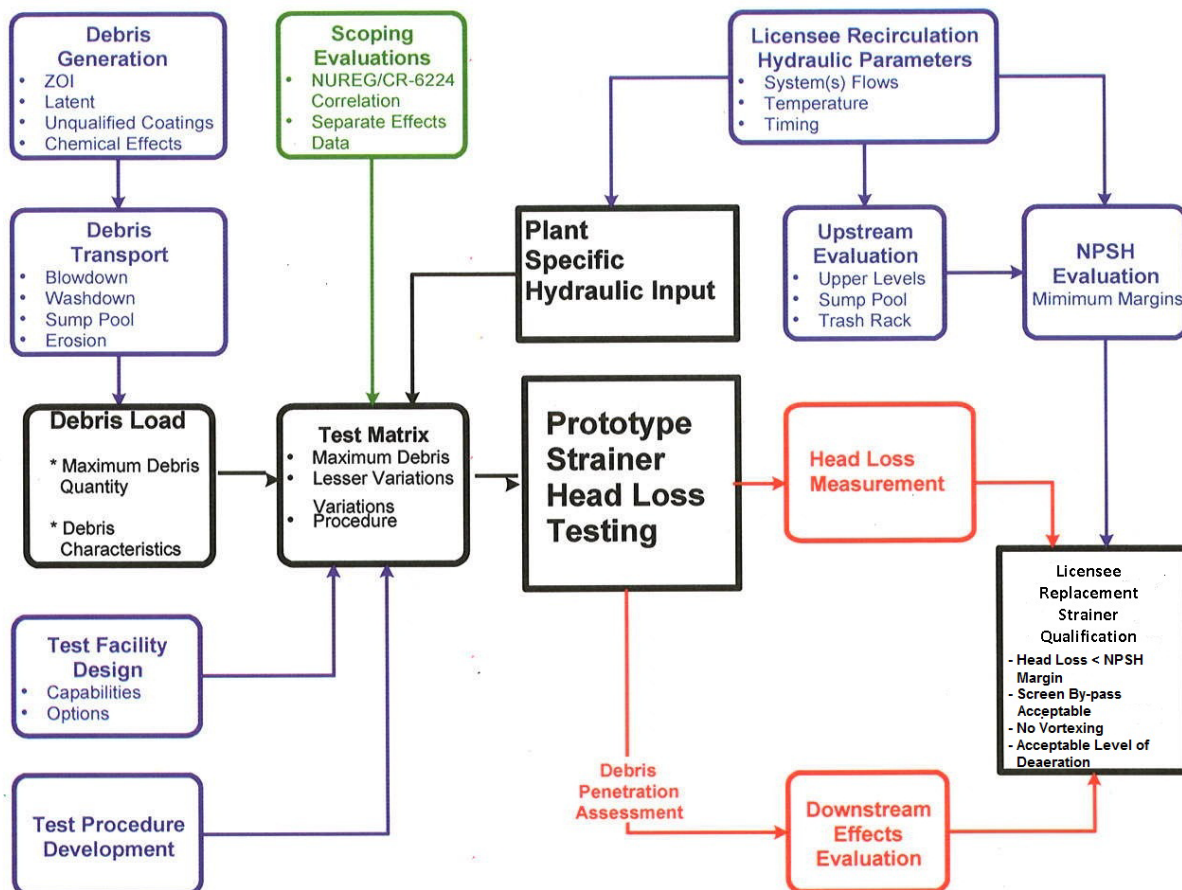 Debris
Generation
• ZOI
• Latent
• Unqualified Coatings
• Chemical Effects
Scoping
Evaluations
• NUREG/CR-6224
Correlation
• Separate Effects
Data
Licensee Recirculation
Hydraulic Parameters
• System(s) Flows
• Temperature
• Timing
Debris
Transport
• Blowdown
• Washdown
• Sump Pool
• Erosion
Plant
Specific
Hydraulic Input
Upstream
Evaluation
• Upper Levels
• Sump Pool
• Trash Rack
NPSH
Evaluation
Mimimum Margins
Debris Load
* Maximum Debris
Quantity
* Debris
Characteristics
Test Matrix
• Maximum Debris
• Lesser Variations
Variations
• Procedure
Prototype
Strainer
Head Loss
Testing
Head Loss
Measurement
Licensee
Replacement
Strainer
Qualification
- Head Loss < NPSH
Margin
- Screen By-pass
Acceptable
- No Vortexing
- Acceptable Level of
Deaeration
Test Facility
Design
• Capabilities
• Options
Test Procedure
Development
Debris
Penetration
Assessment
Downstream
Effects
Evaluation